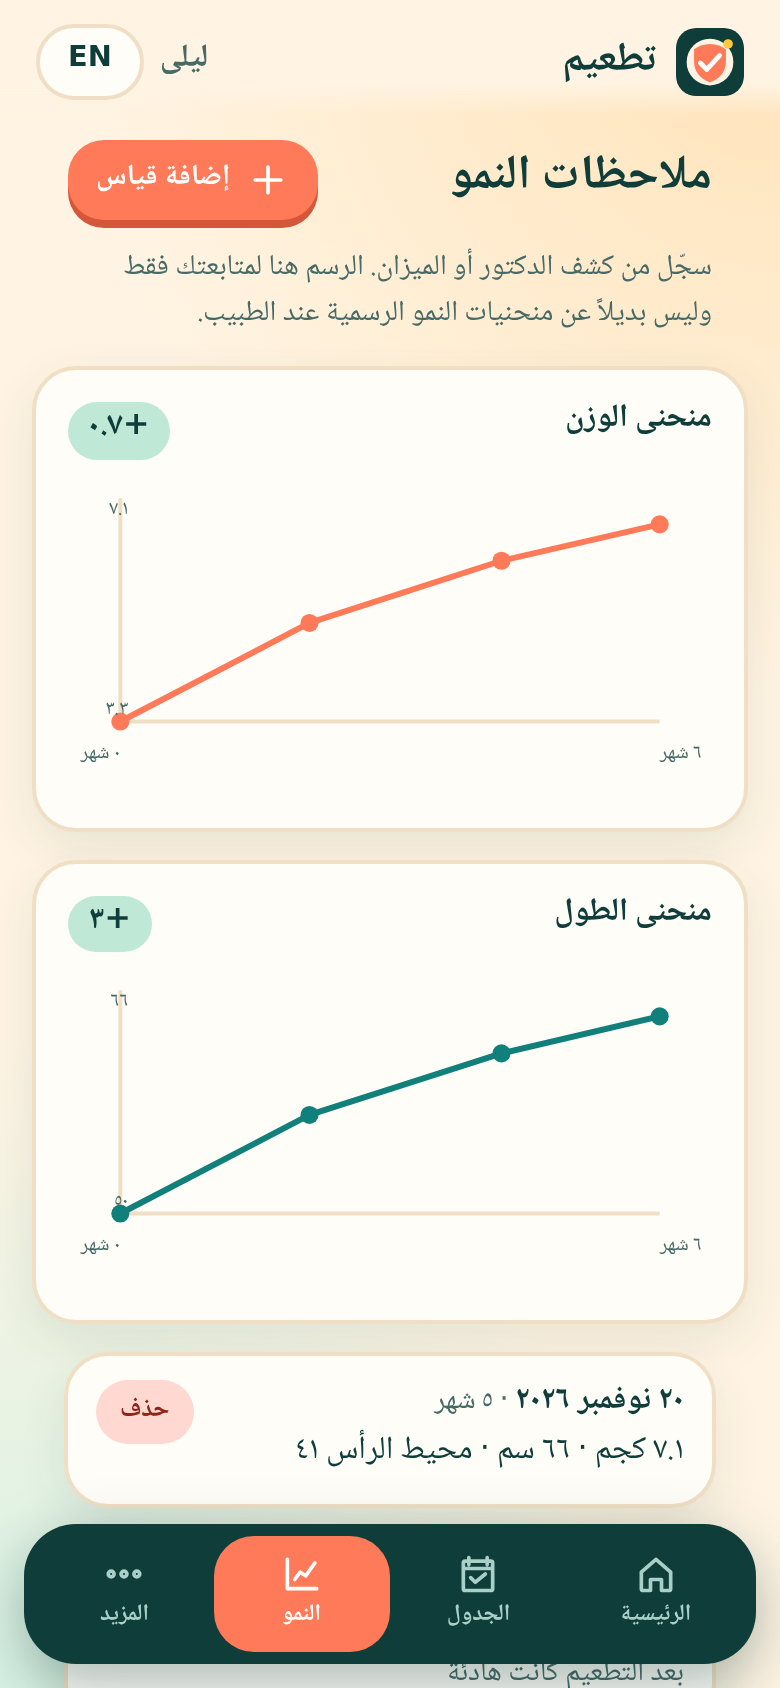 تطعيم
ليلى
EN
ملاحظات النمو
إضافة قياس
سجّل من كشف الدكتور أو الميزان. الرسم هنا لمتابعتك فقط
وليس بديلاً عن منحنيات النمو الرسمية عند الطبيب.
منحنى الوزن
+٠.٧
٧.١
٣.٣
٠ شهر
٦ شهر
منحنى الطول
+٣
٦٦
٥٠
٠ شهر
٦ شهر
٢٠ نوفمبر ٢٠٢٦ · ٥ شهر
حذف
٧.١ كجم · ٦٦ سم · محيط الرأس ٤١
الرئيسية
الجدول
النمو
المزيد
بعد التطعيم كانت هادئة